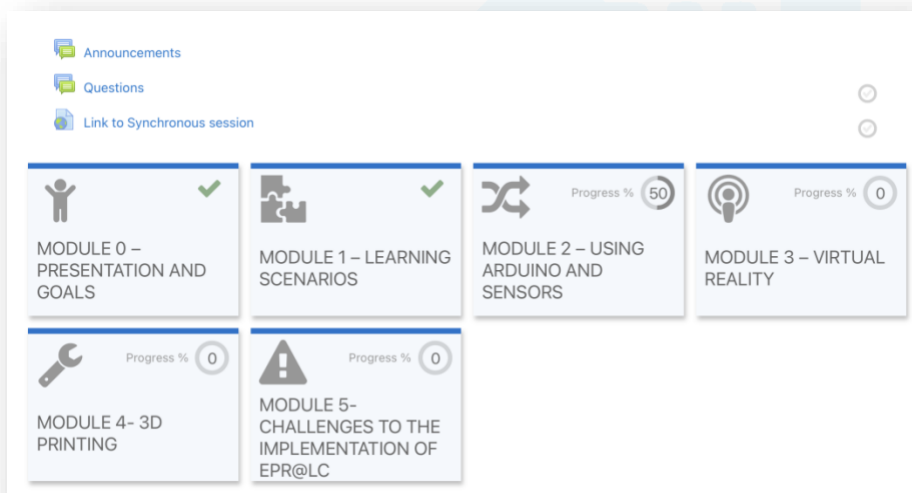 Announcements
Questions
Link to Synchronous session
MODULE 0 –
PRESENTATION AND
GOALS
MODULE 1 – LEARNING
SCENARIOS
Progress % 50
MODULE 2 – USING
ARDUINO AND
SENSORS
Progress % 0
MODULE 3 – VIRTUAL
REALITY
Progress % 0
MODULE 4- 3D
PRINTING
Progress % 0
MODULE 5-
CHALLENGES TO THE
IMPLEMENTATION OF
EPR@LC